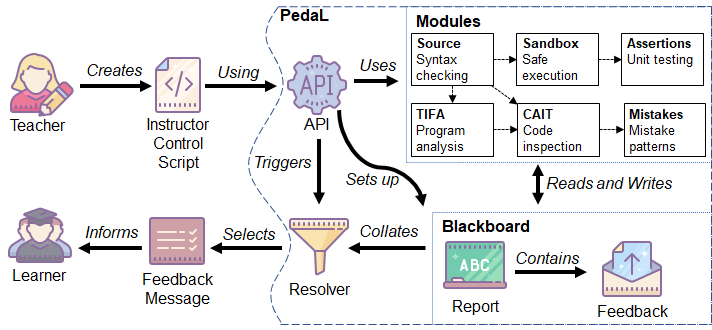 PedaL
Modules
Source
Syntax
checking
Sandbox
Safe
execution
Assertions
Unit testing
TIFA
Program
analysis
CAIT
Code
inspection
Mistakes
Mistake
patterns
Teacher
Creates
Instructor
Control
Script
Using
API
API
Uses
Triggers
Sets up
Reads and Writes
Blackboard
ABC
Report
Contains
Feedback
Collates
Resolver
Selects
Feedback
Message
Informs
Learner